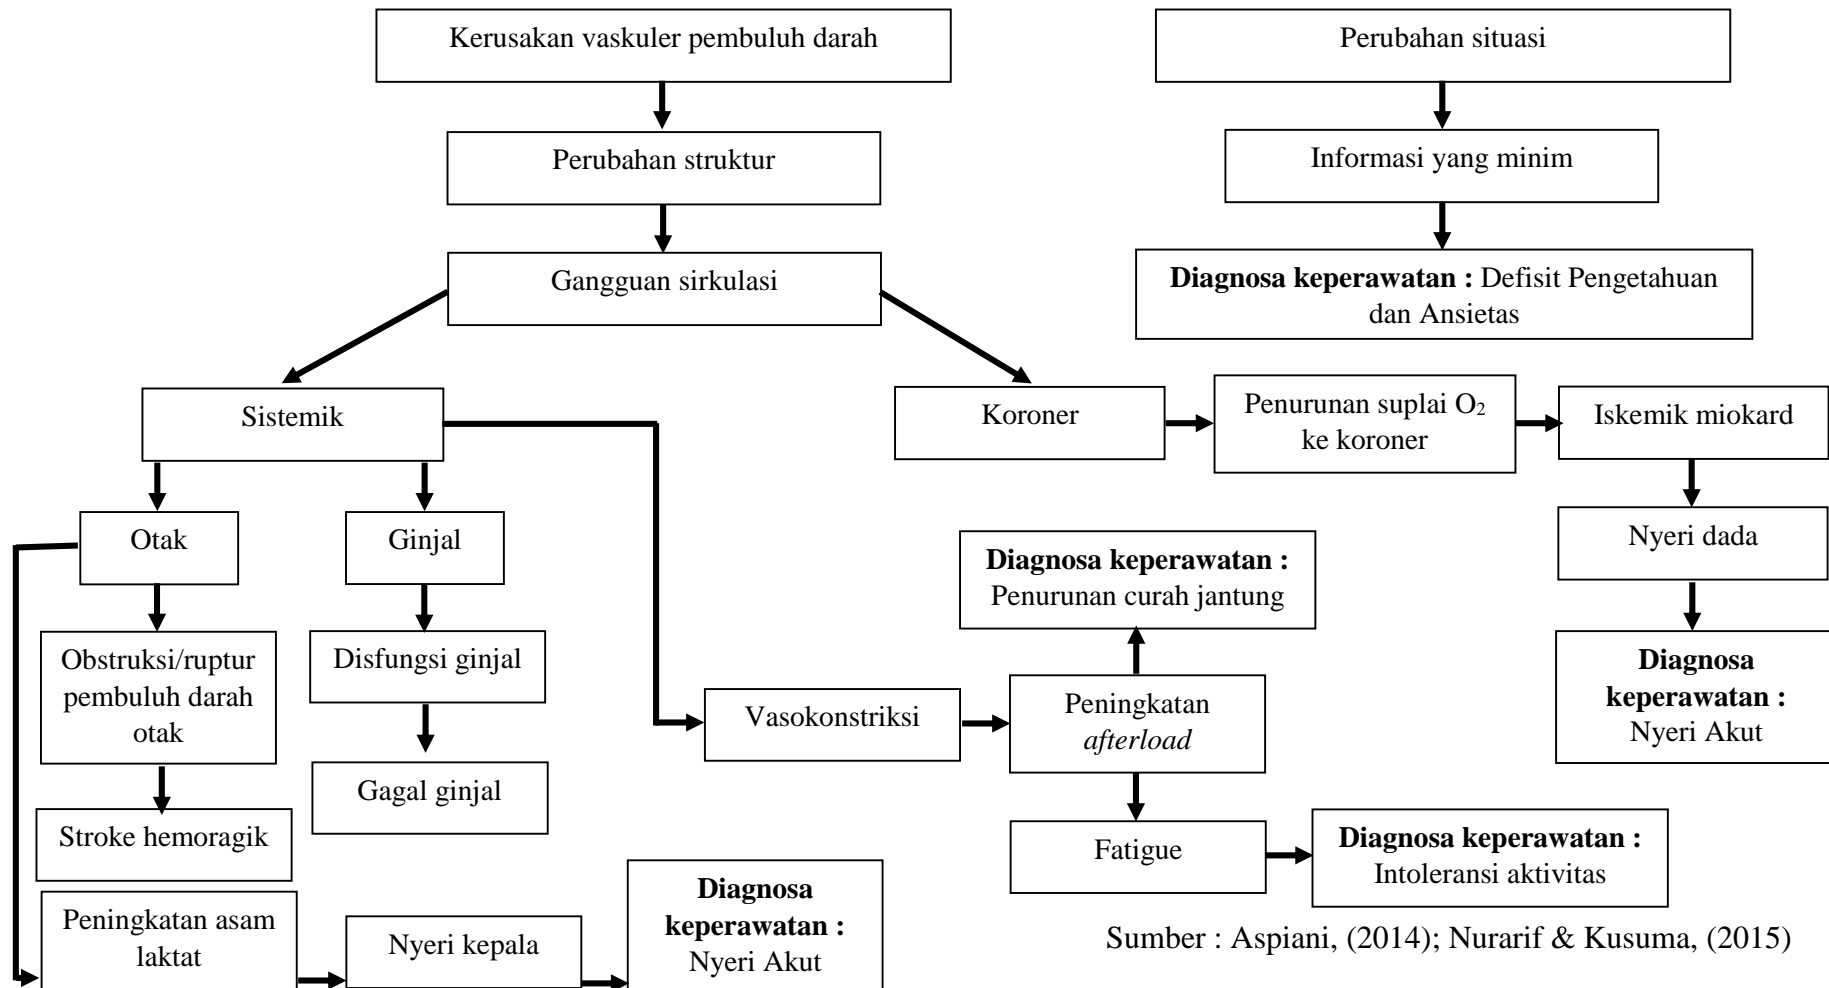 Kerusakan vaskuler pembuluh darah
Perubahan situasi
Perubahan struktur
Informasi yang minim
Gangguan sirkulasi
Diagnosa keperawatan : Defisit Pengetahuan
dan Ansietas
Sistemik
Koroner
Penurunan suplai O₂
ke koroner
Iskemik miokard
Otak
Ginjal
Nyeri dada
Diagnosa keperawatan :
Penurunan curah jantung
Obstruksi/ruptur
pembuluh darah
otak
Disfungsi ginjal
Diagnosa
keperawatan :
Nyeri Akut
Vasokonstriksi
Peningkatan
afterload
Gagal ginjal
Stroke hemoragik
Fatigue
Diagnosa keperawatan :
Intoleransi aktivitas
Peningkatan asam
laktat
Nyeri kepala
Diagnosa
keperawatan :
Nyeri Akut
Sumber : Aspiani, (2014); Nurarif & Kusuma, (2015)